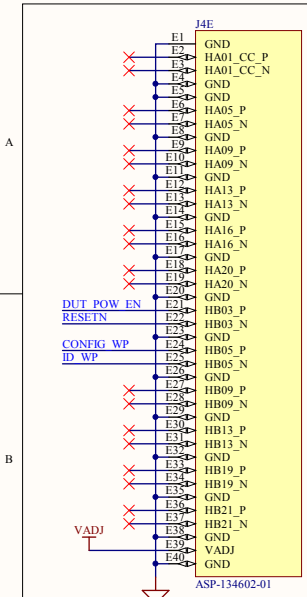 J4E
E1 GND
E2 HA01_CC_P
E3 HA01_CC_N
E4 GND
E5 GND
E6 HA05_P
E7 HA05_N
E8 GND
E9 HA09_P
E10 HA09_N
E11 GND
A
E12 HA13_P
E13 HA13_N
E14 GND
E15 HA16_P
E16 HA16_N
E17 GND
E18 HA20_P
E19 HA20_N
E20 GND
DUT_POW_EN E21 HB03_P
RESETN E22 HB03_N
E23 GND
CONFIG_WP E24 HB05_P
ID_WP E25 HB05_N
E26 GND
E27 HB09_P
E28 HB09_N
E29 GND
E30 HB13_P
E31 HB13_N
B
E32 GND
E33 HB19_P
E34 HB19_N
E35 GND
E36 HB21_P
E37 HB21_N
VADJ
E38 GND
E39 VADJ
E40 GND
ASP-134602-01